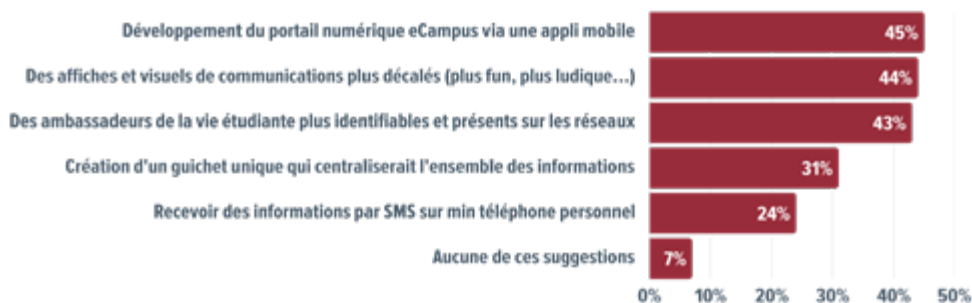 Développement du portail numérique eCampus via une appli mobile
45%
Des affiches et visuels de communications plus décalés (plus fun, plus ludique...)
44%
Des ambassadeurs de la vie étudiante plus identifiables et présents sur les réseaux
43%
Création d'un guichet unique qui centraliserait l'ensemble des informations
31%
Recevoir des informations par SMS sur min téléphone personnel
24%
Aucune de ces suggestions
7%
0% 10% 20% 30% 40% 50%